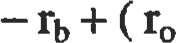 − r_b + ( r_o